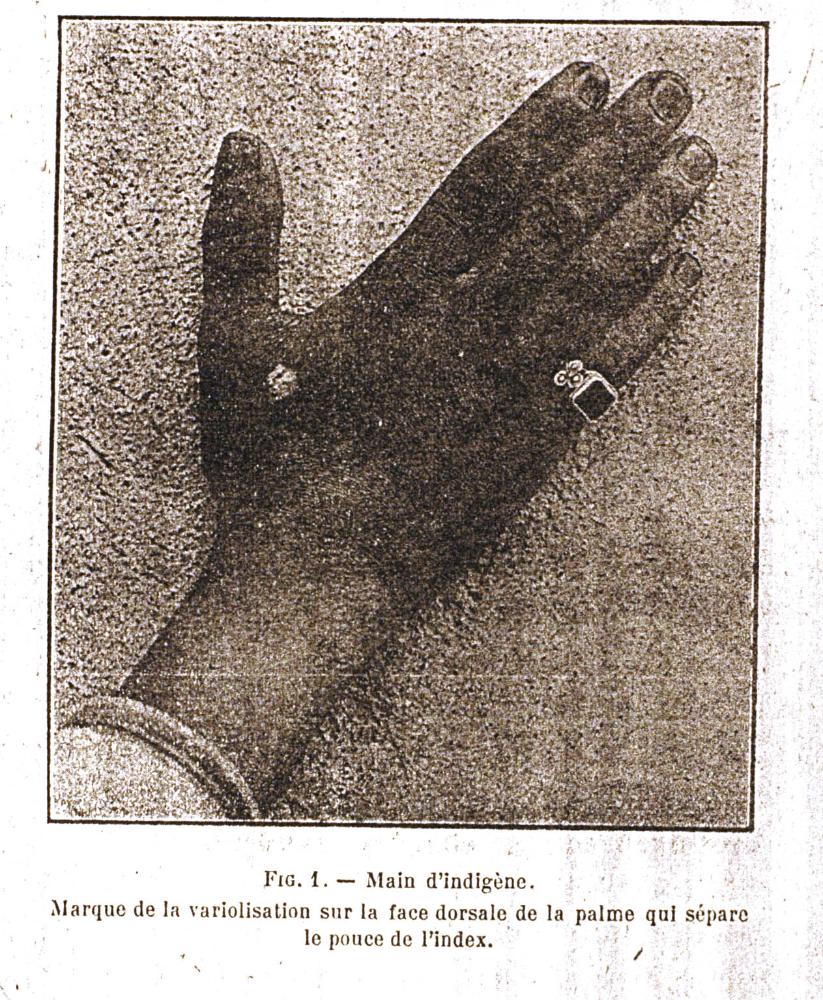 FIG. 1. — Main d'indigène.
Marque de la variolisation sur la face dorsale de la palme qui sépare
le pouce de l'index.